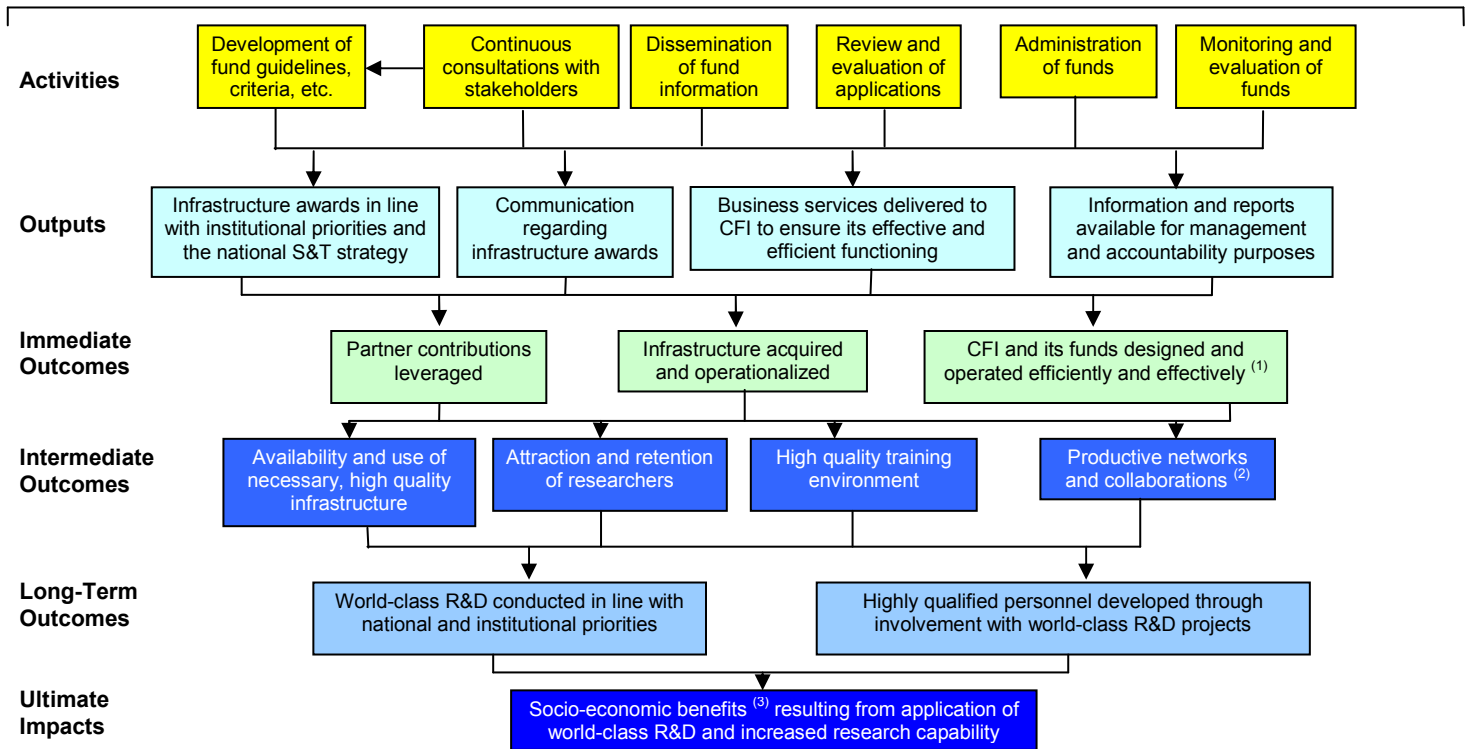 Activities
Development of
fund guidelines,
criteria, etc.
Continuous
consultations with
stakeholders
Dissemination
of fund
information
Review and
evaluation of
applications
Administration
of funds
Monitoring and
evaluation of
funds
Outputs
Infrastructure awards in line
with institutional priorities and
the national S&T strategy
Communication
regarding
infrastructure awards
Business services delivered to
CFI to ensure its effective and
efficient functioning
Information and reports
available for management
and accountability purposes
Immediate
Outcomes
Partner contributions
leveraged
Infrastructure acquired
and operationalized
CFI and its funds designed and
operated efficiently and effectively (1)
Intermediate
Outcomes
Availability and use of
necessary, high quality
infrastructure
Attraction and retention
of researchers
High quality training
environment
Productive networks
and collaborations (2)
Long-Term
Outcomes
World-class R&D conducted in line with
national and institutional priorities
Highly qualified personnel developed through
involvement with world-class R&D projects
Ultimate
Impacts
Socio-economic benefits (3) resulting from application of
world-class R&D and increased research capability